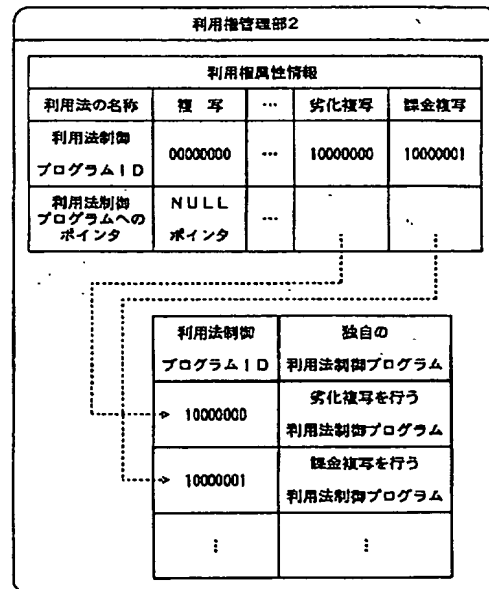 利用権管理部2
利用権属性情報
利用法の名称 複 写 … 劣化複写 課金複写
利用法制御
プログラムID
00000000 … 10000000 10000001
利用法制御
プログラムへの
ポインタ
NULL
ポインタ
…
利用法制御
プログラムID
独自の
利用法制御プログラム
10000000
劣化複写を行う
利用法制御プログラム
10000001
課金複写を行う
利用法制御プログラム
⋮ ⋮